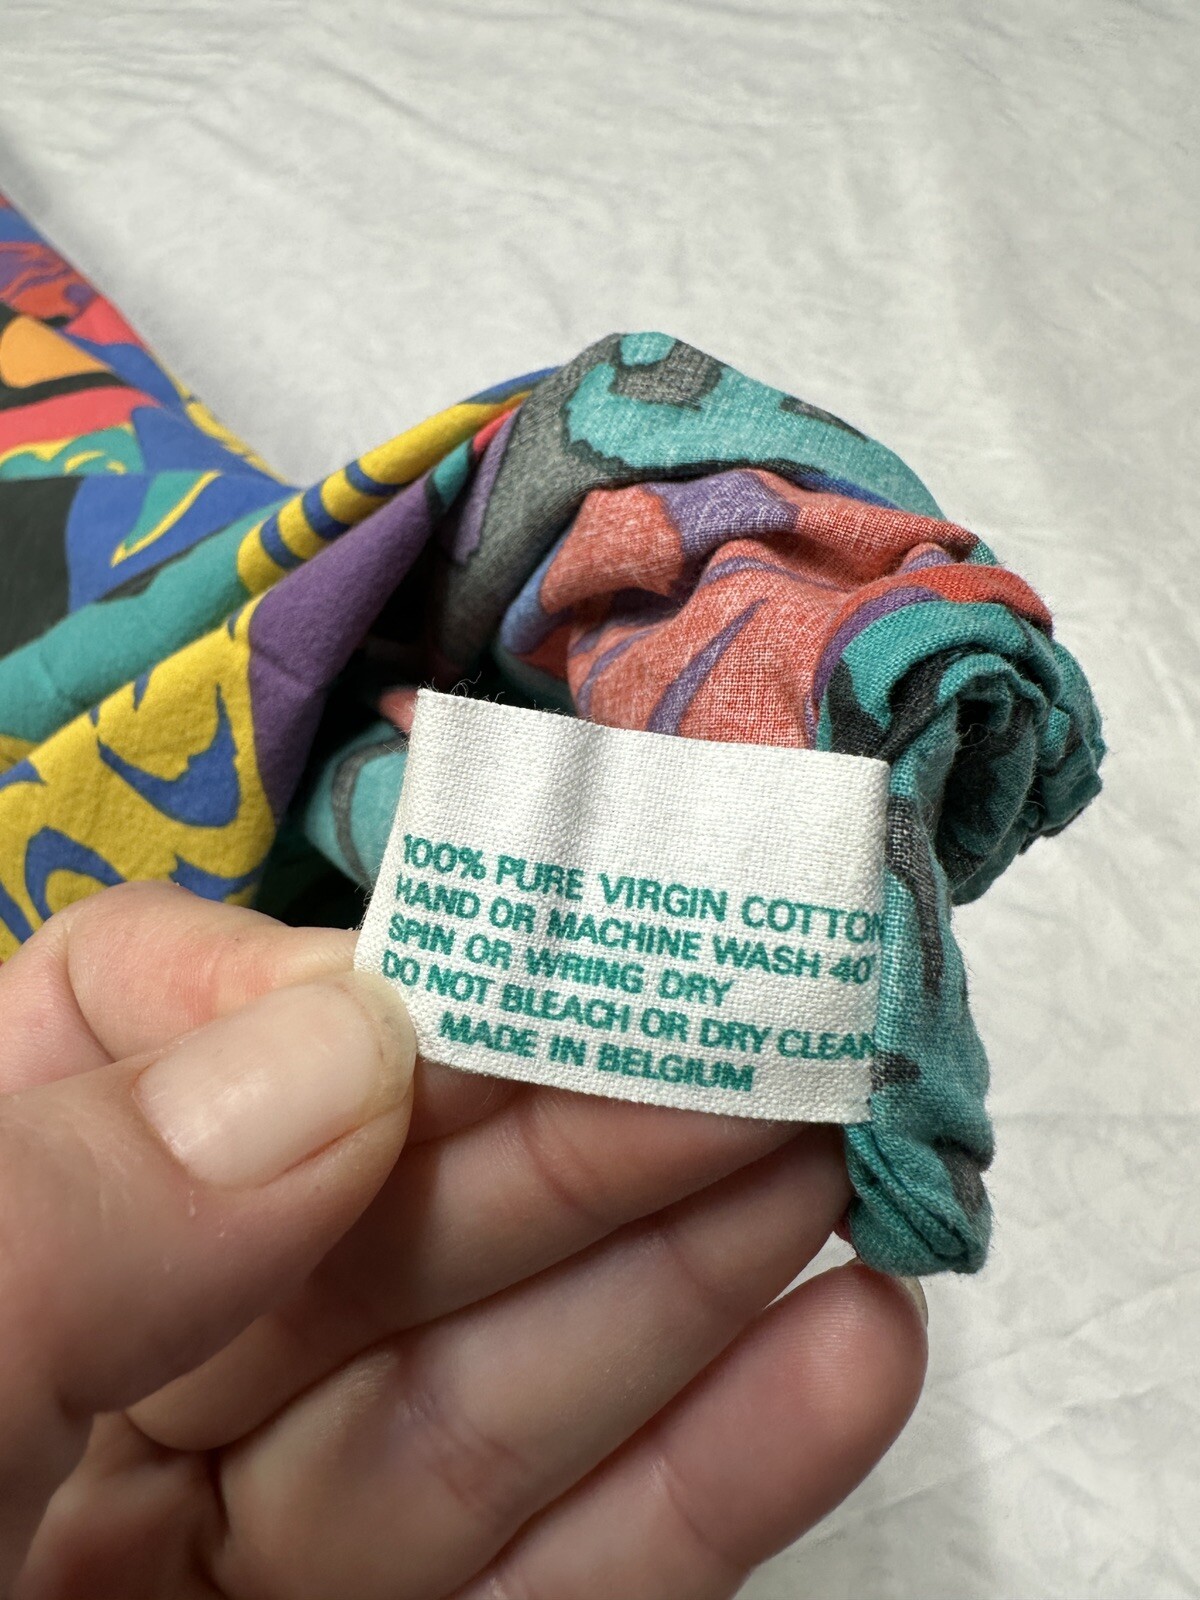 100% PURE VIRGIN COTTON
HAND OR MACHINE WASH 40°
SPIN OR WRING DRY
DO NOT BLEACH OR DRY CLEAN
MADE IN BELGIUM